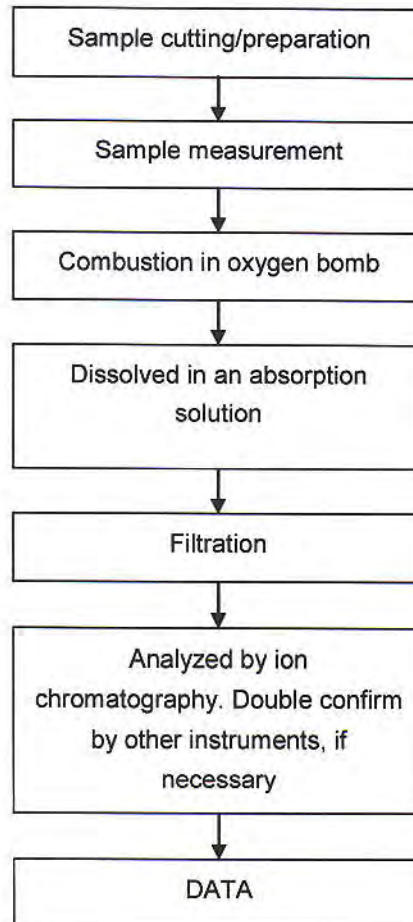 Sample cutting/preparation
Sample measurement
Combustion in oxygen bomb
Dissolved in an absorption
solution
Filtration
Analyzed by ion
chromatography. Double confirm
by other instruments, if
necessary
DATA